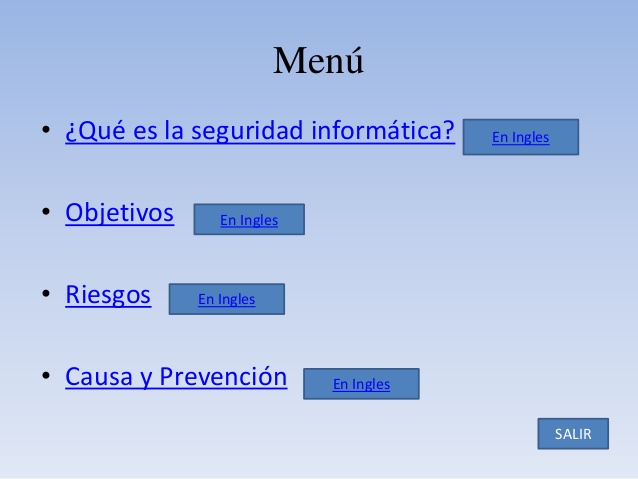 Menú
• ¿Qué es la seguridad informática? En Ingles
• Objetivos En Ingles
• Riesgos En Ingles
• Causa y Prevención En Ingles
SALIR